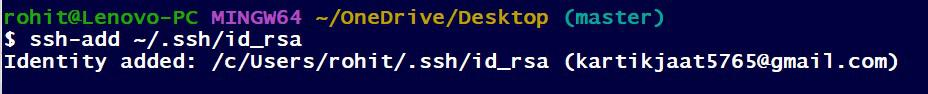 rohit@Lenovo-PC MINGW64 ~/OneDrive/Desktop (master)
$ ssh-add ~/.ssh/id_rsa
Identity added: /c/Users/rohit/.ssh/id_rsa (kartikjaat5765@gmail.com)